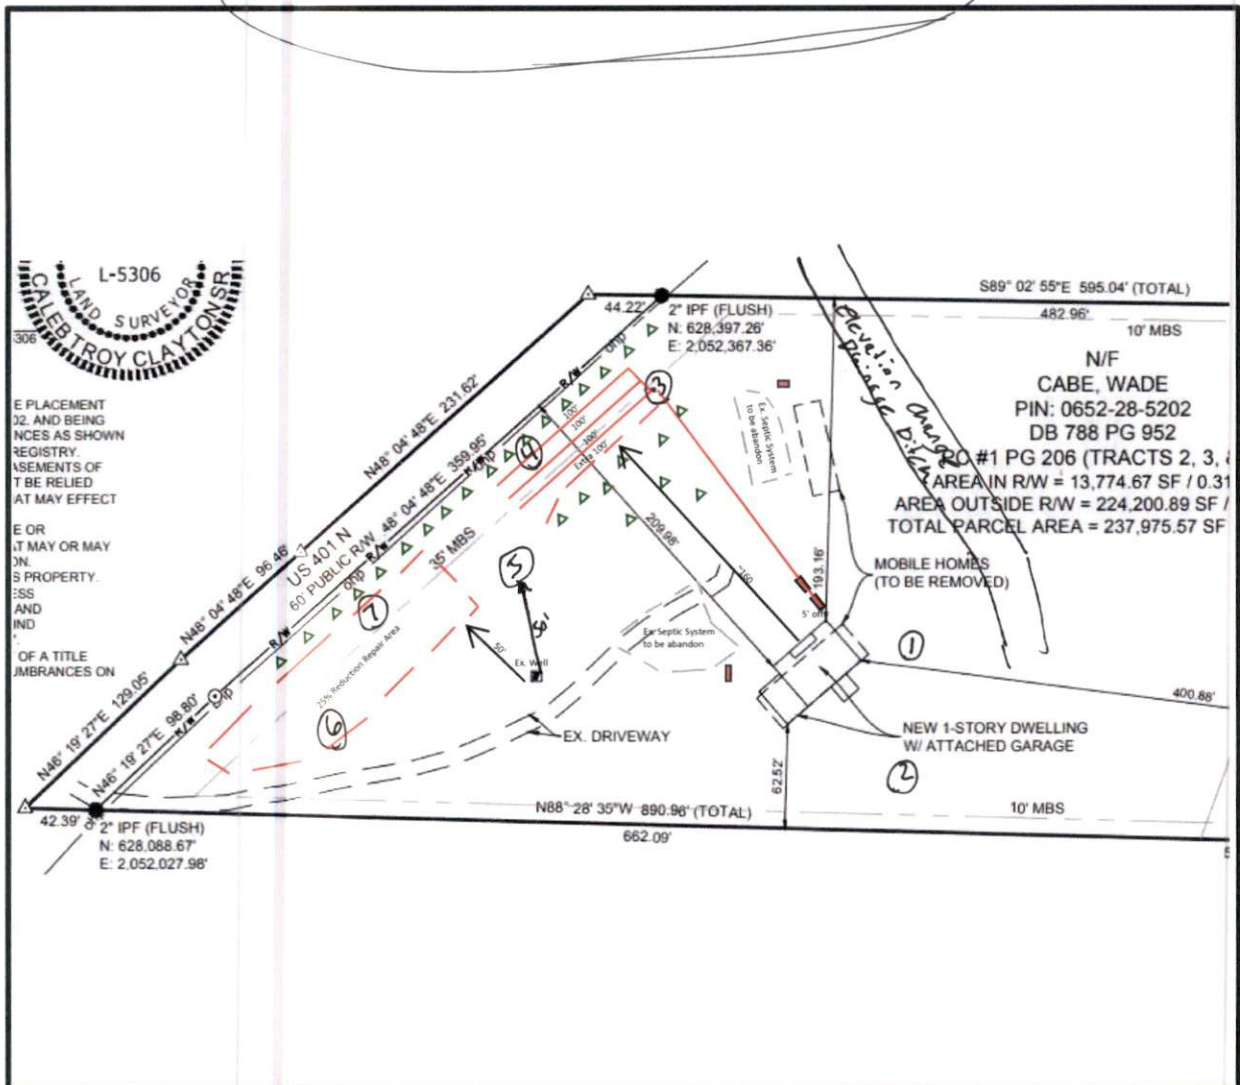 L-5306
LAND SURVEYOR
CALEB TROY CLAYTON SR
5306
E PLACEMENT
02. AND BEING
NCES AS SHOWN
REGISTRY.
ASEMENTS OF
T BE RELIED
AT MAY EFFECT
E OR
T MAY OR MAY
ON.
S PROPERTY.
ESS
AND
IND
OF A TITLE
UMBRANCES ON
S89° 02' 55"E 595.04' (TOTAL)
482.96'
10' MBS
44.22'
2" IPF (FLUSH)
N: 628,397.26'
E: 2,052,367.36'
N/F
CABE, WADE
PIN: 0652-28-5202
DB 788 PG 952
PC #1 PG 206 (TRACTS 2, 3,
AREA IN R/W = 13,774.67 SF / 0.31
AREA OUTSIDE R/W = 224,200.89 SF /
TOTAL PARCEL AREA = 237,975.57 SF
Elevation Change
Drainage Ditch
N48° 04' 48"E 231.62'
N48° 04' 48"E 359.95'
N48° 04' 48"E 96.46'
US 401 N
60' PUBLIC R/W
R/W
ohp
R/W
ohp
R/W
ohp
R/W
ohp
R/W
35' MBS
100'
100'
100'
Extra 100'
3
4
5
7
6
1
2
Ex. Septic System
to be abandon
209.98'
160
193.16'
5' off
MOBILE HOMES
(TO BE REMOVED)
Ex. Septic System
to be abandon
50'
50'
Ex. Well
25% Reduction Repair Area
EX. DRIVEWAY
NEW 1-STORY DWELLING
W/ ATTACHED GARAGE
400.88'
62.52'
N46° 19' 27"E 129.05'
N46° 19' 27"E 98.80'
42.39'
2" IPF (FLUSH)
N: 628,088.67'
E: 2,052,027.98'
N88° 28' 35"W 890.96' (TOTAL)
662.09'
10' MBS